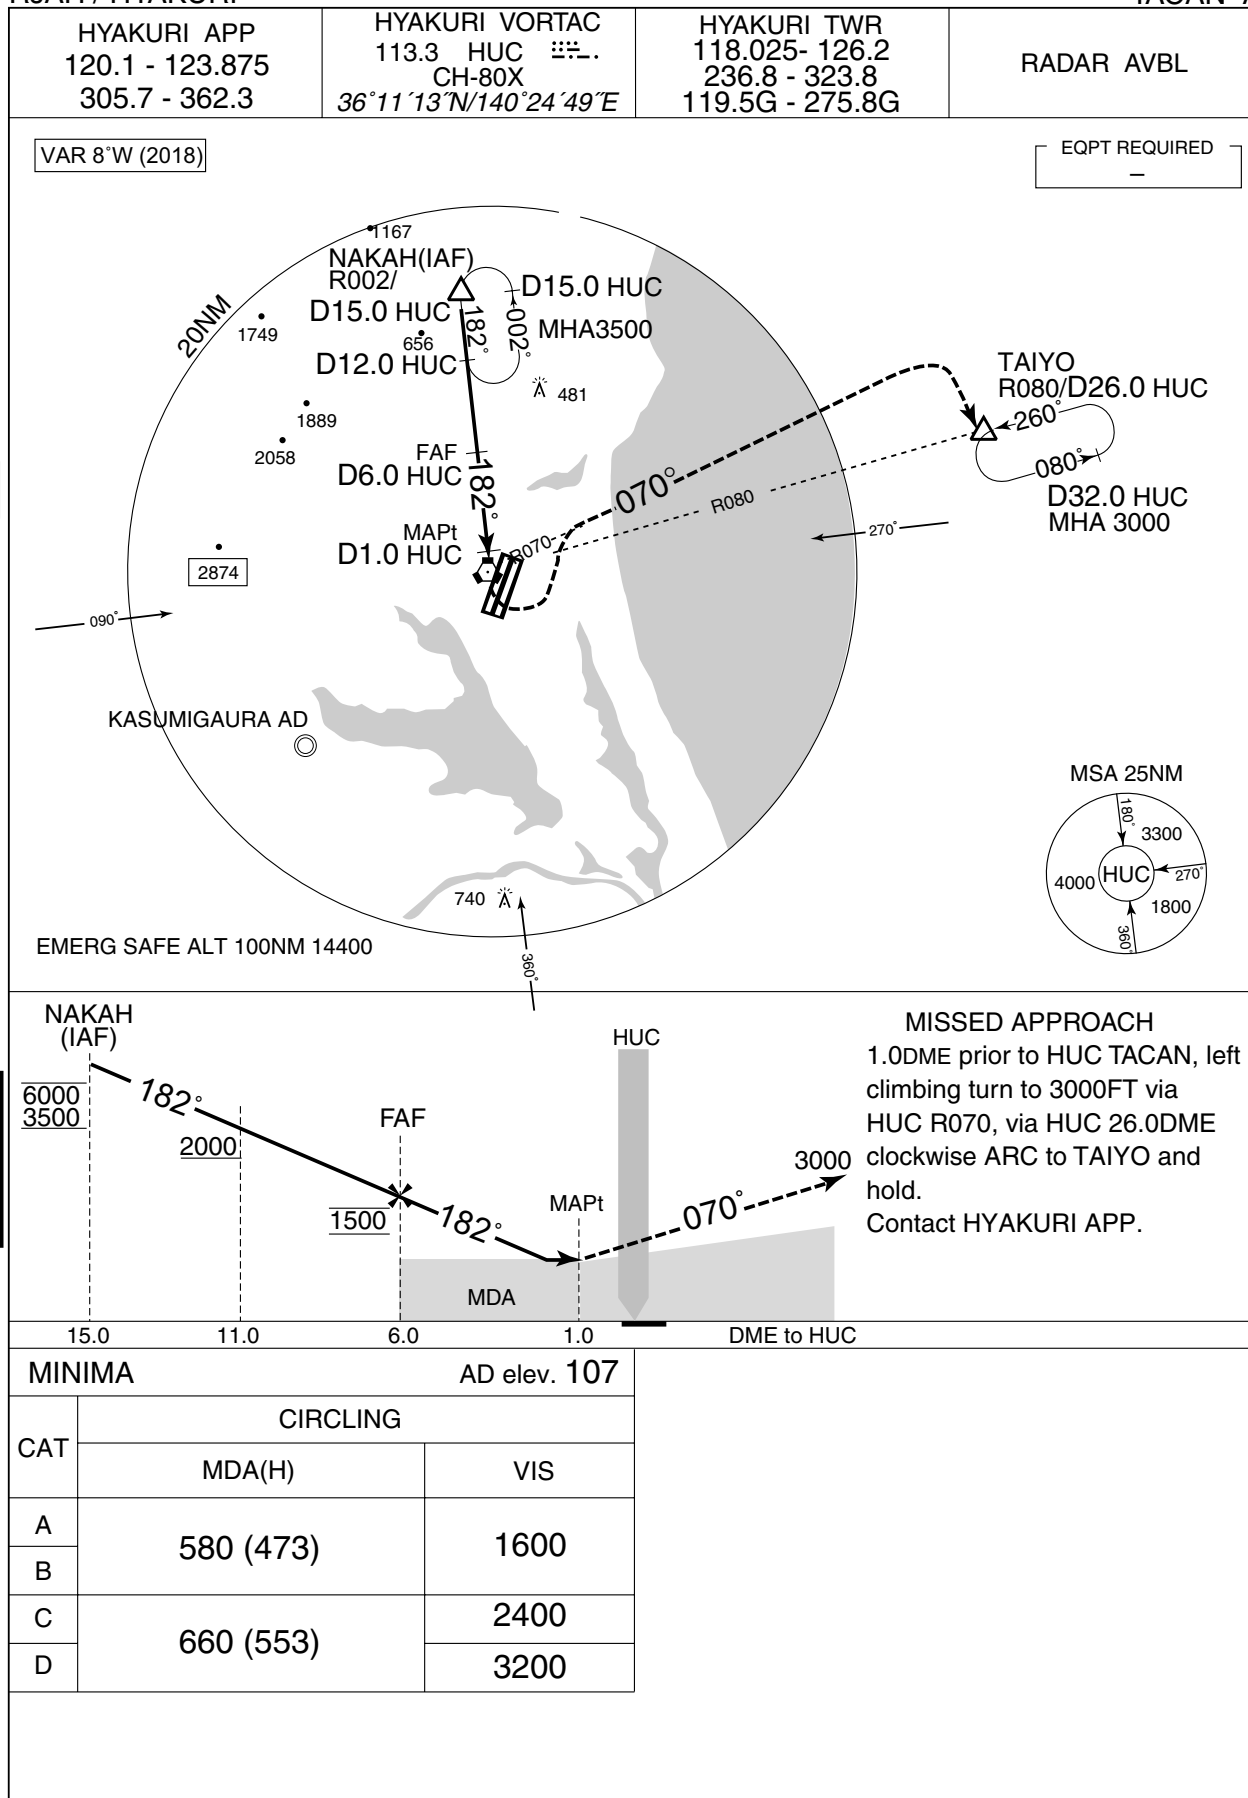 HYAKURI APP
120.1 - 123.875
305.7 - 362.3
HYAKURI VORTAC
113.3 HUC
CH-80X
36°11´13˝N/140°24´49˝E
HYAKURI TWR
118.025- 126.2
236.8 - 323.8
119.5G - 275.8G
RADAR AVBL
VAR 8°W (2018)
EQPT REQUIRED
–
20NM
1167
NAKAH(IAF)
R002/
D15.0 HUC
D15.0 HUC
182°
002°
MHA3500
1749
656
D12.0 HUC
481
1889
2058
FAF
D6.0 HUC
182°
MAPt
D1.0 HUC
R070
070°
R080
TAIYO
R080/D26.0 HUC
260°
080°
D32.0 HUC
MHA 3000
270°
2874
090°
KASUMIGAURA AD
740
360°
EMERG SAFE ALT 100NM 14400
MSA 25NM
180°
3300
4000
HUC
270°
1800
360°
NAKAH
(IAF)
6000
3500
182°
2000
FAF
1500
182°
MDA
MAPt
HUC
070°
3000
15.0
11.0
6.0
1.0
DME to HUC
MISSED APPROACH
1.0DME prior to HUC TACAN, left
climbing turn to 3000FT via
HUC R070, via HUC 26.0DME
clockwise ARC to TAIYO and
hold.
Contact HYAKURI APP.
MINIMA AD elev. 107
CAT
CIRCLING
MDA(H) VIS
A
B
580 (473) 1600
C
D
660 (553)
2400
3200